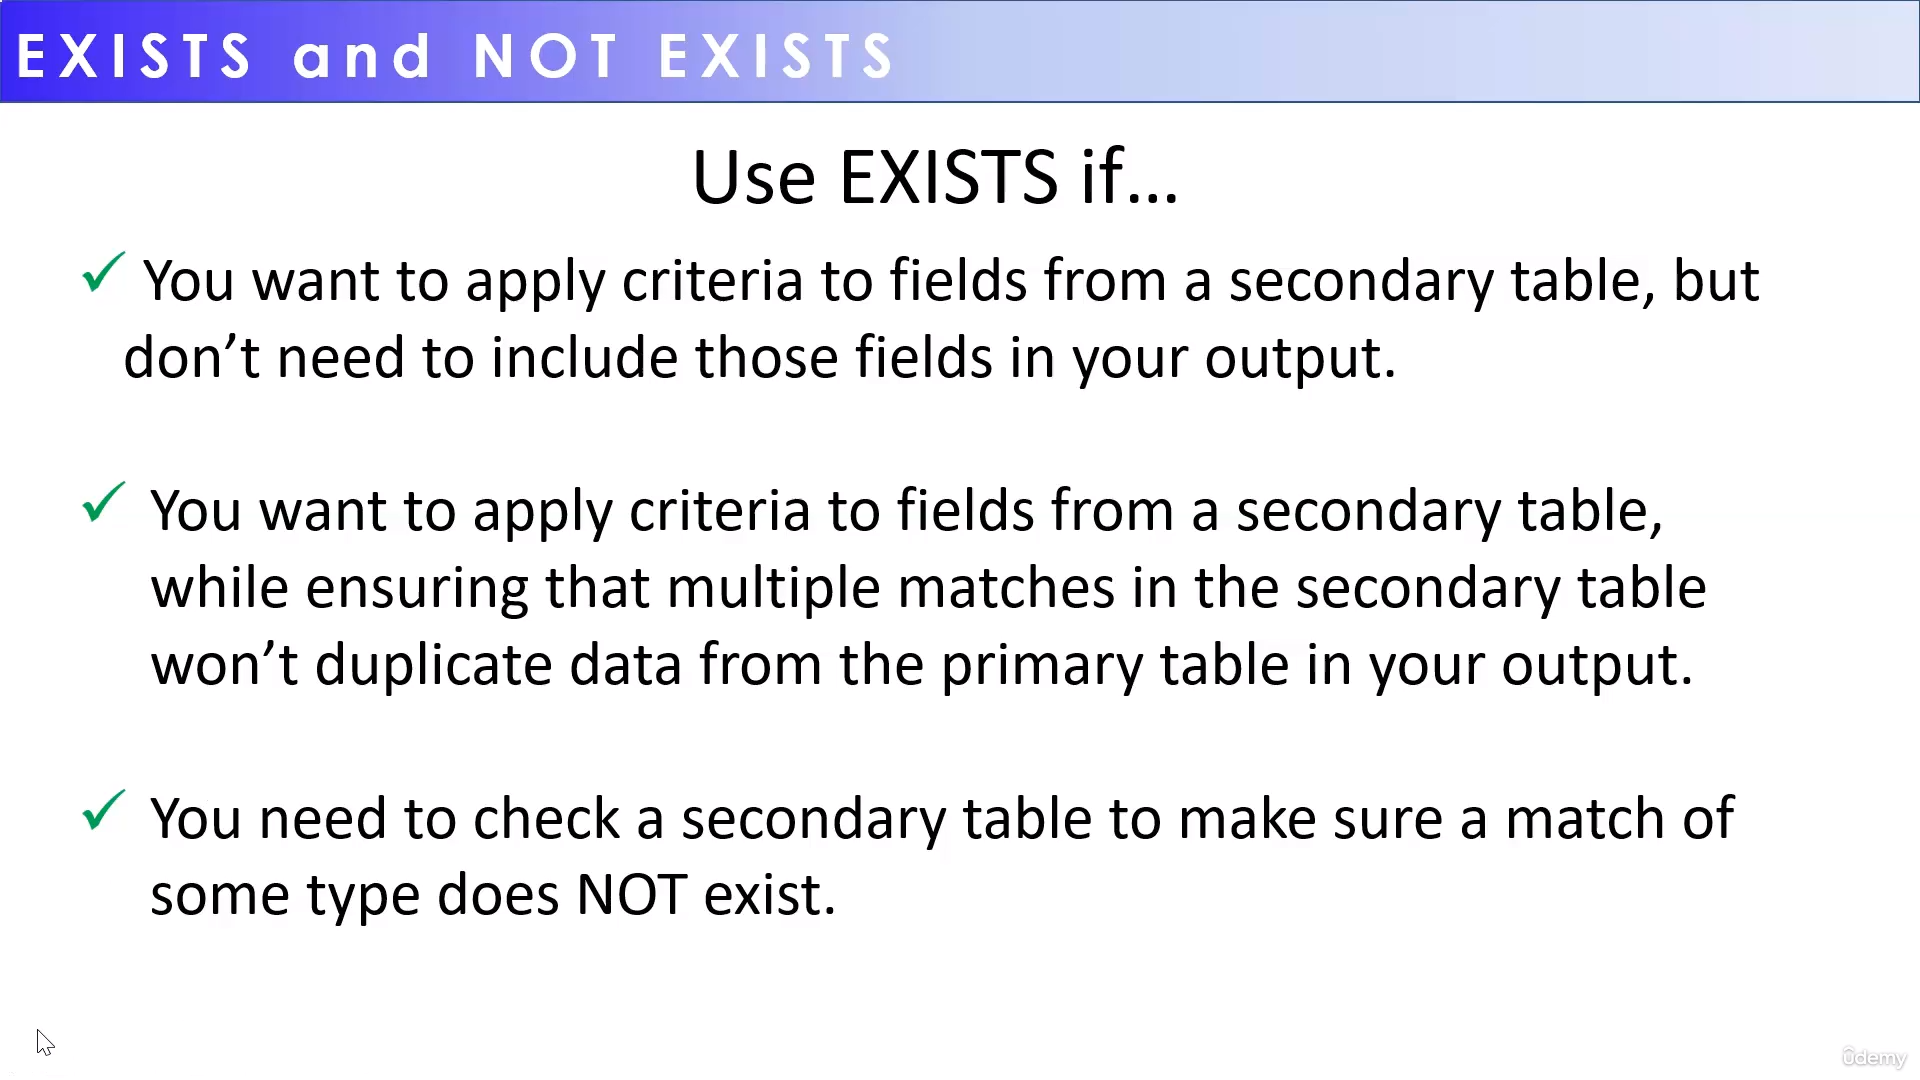 EXISTS and NOT EXISTS
Use EXISTS if...
✓ You want to apply criteria to fields from a secondary table, but
don’t need to include those fields in your output.
✓ You want to apply criteria to fields from a secondary table,
while ensuring that multiple matches in the secondary table
won’t duplicate data from the primary table in your output.
✓ You need to check a secondary table to make sure a match of
some type does NOT exist.
ûdemy